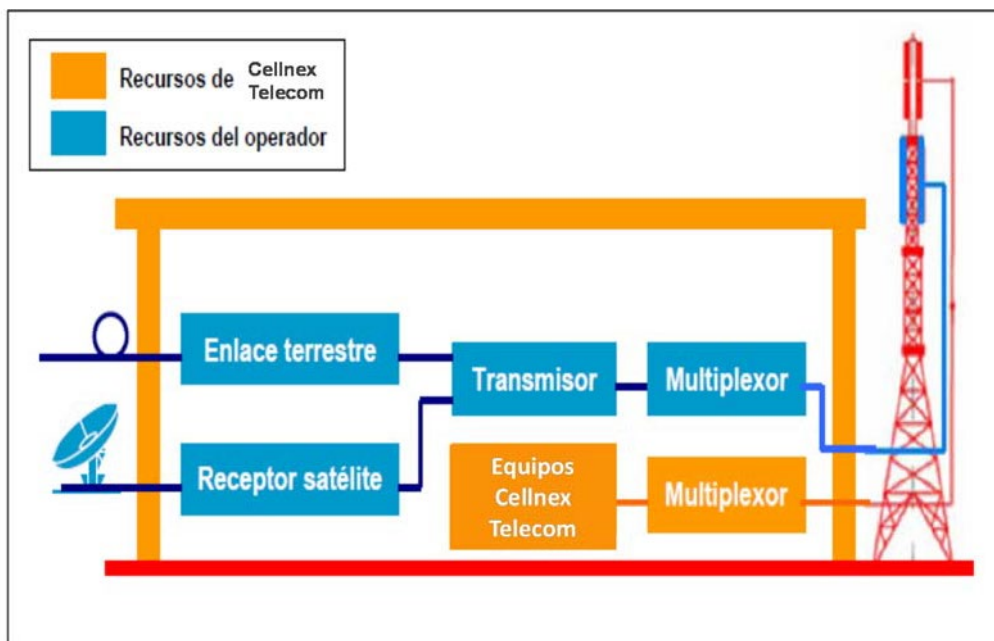 Recursos de Cellnex
Telecom
Recursos del operador
Enlace terrestre
Transmisor
Multiplexor
Receptor satélite
Equipos
Cellnex
Telecom
Multiplexor